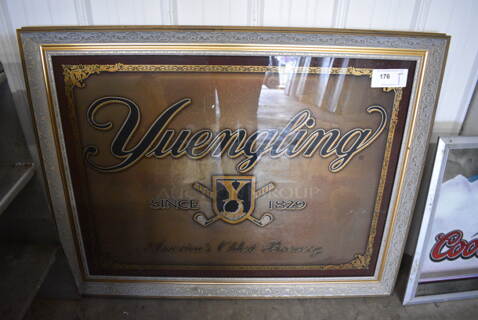 176
Yuengling
SINCE 1829
America's Oldest Brewery
Coo